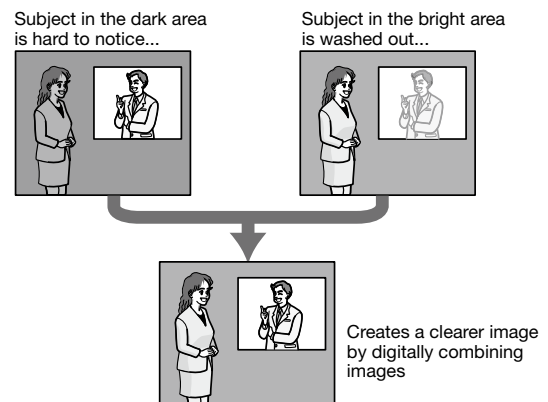 Subject in the dark area
is hard to notice...
Subject in the bright area
is washed out...
Creates a clearer image
by digitally combining
images